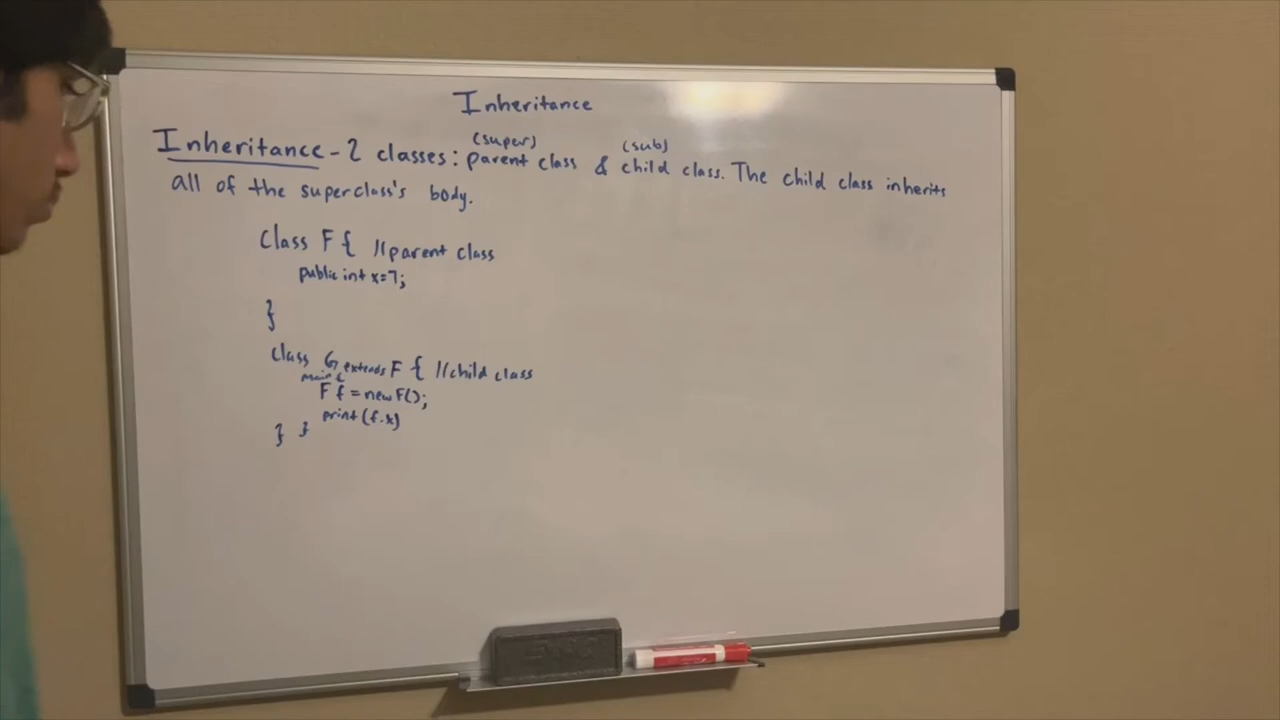 Inheritance
(super) (sub)
Inheritance - 2 classes: parent class & child class. The child class inherits
all of the superclass's body.
class F { //parent class
public int x=7;
}
class G extends F { //child class
main {
F f = new F();
print(f.x)
} }